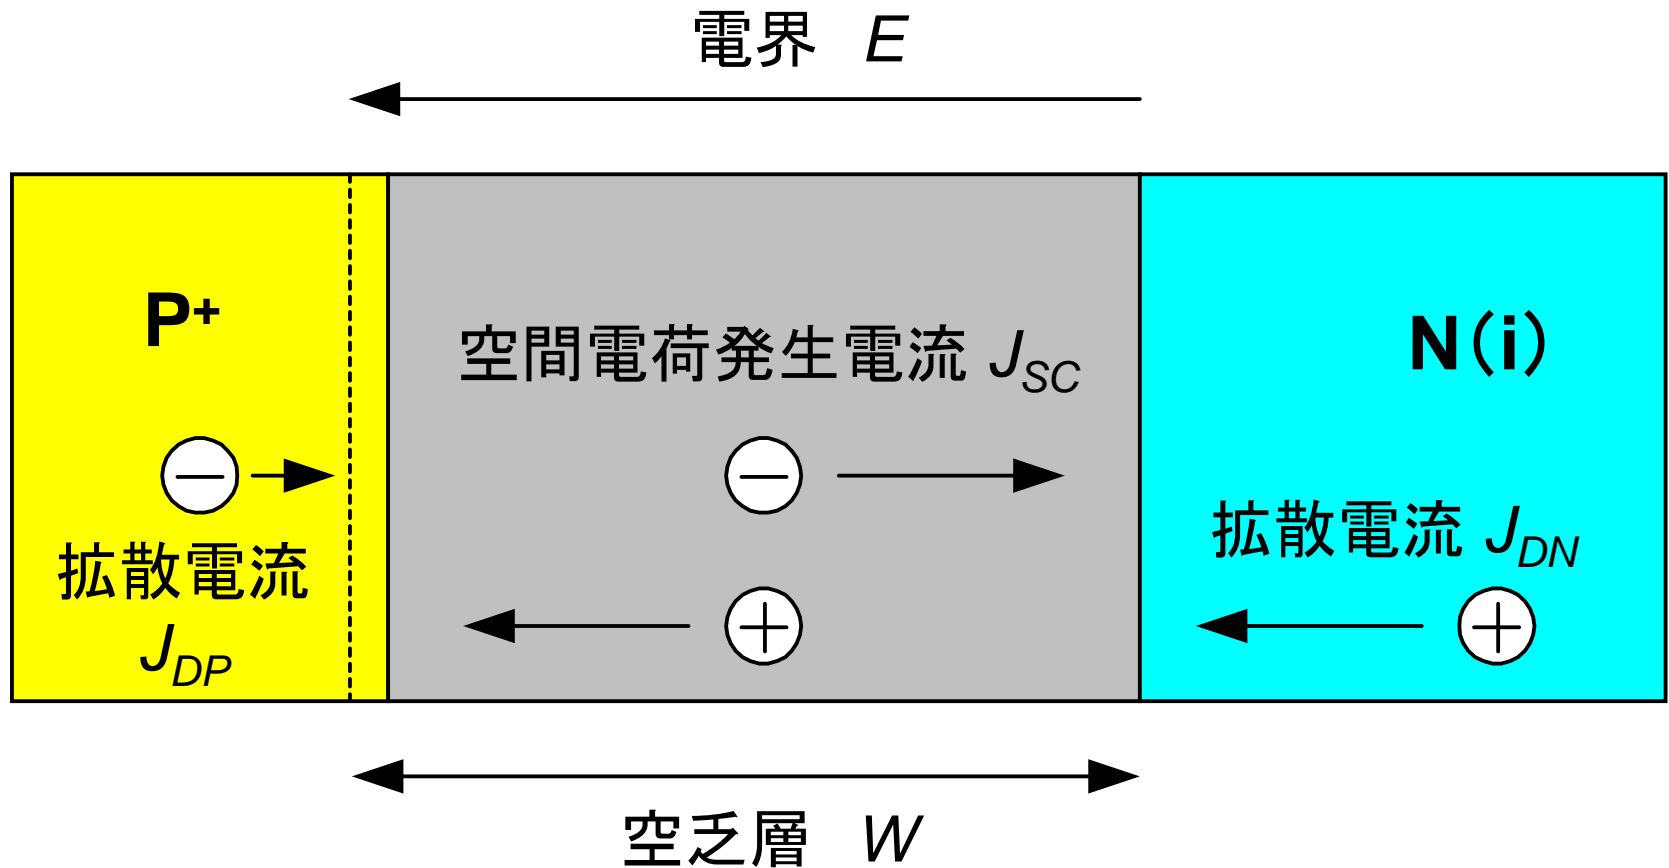 電界 E
P+
空間電荷発生電流 JSC
N(i)
拡散電流
JDP
拡散電流 JDN
空乏層 W